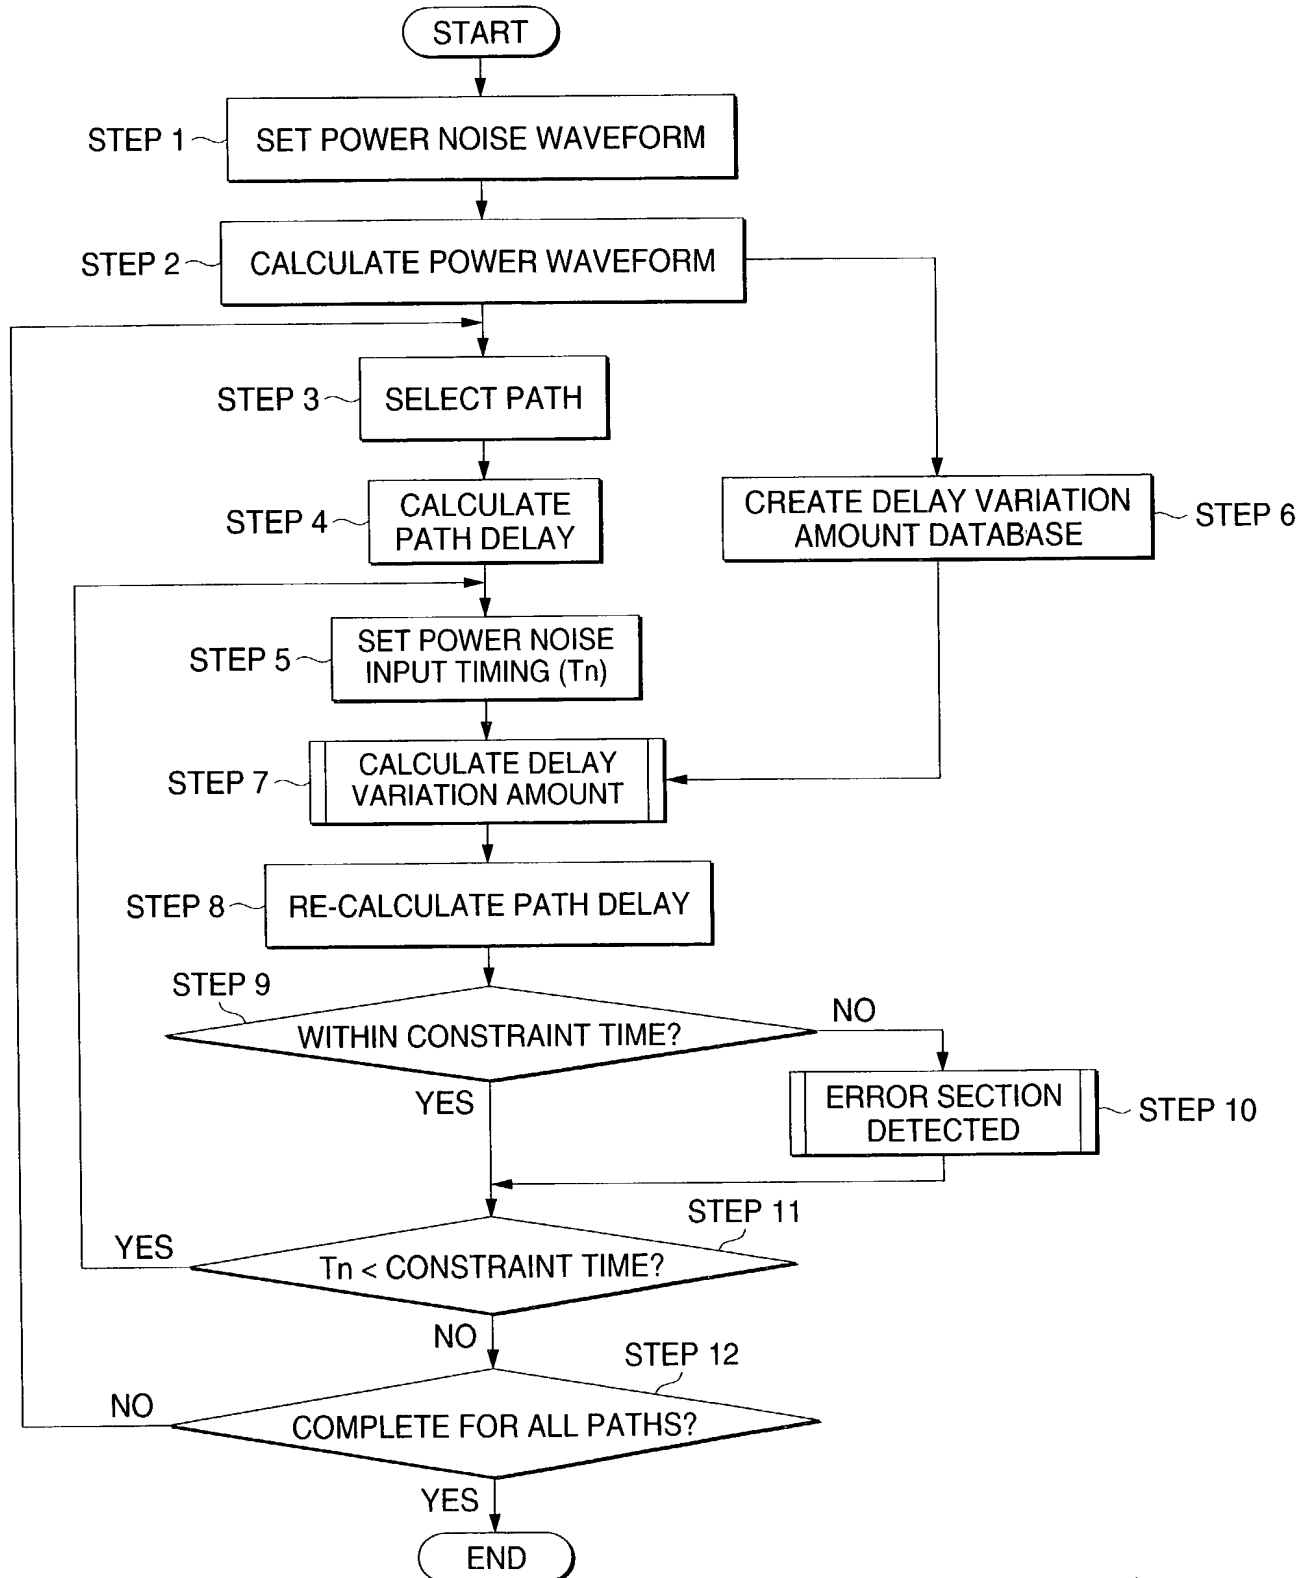 START
STEP 1
SET POWER NOISE WAVEFORM
STEP 2
CALCULATE POWER WAVEFORM
STEP 3
SELECT PATH
STEP 4
CALCULATE
PATH DELAY
CREATE DELAY VARIATION
AMOUNT DATABASE
STEP 6
STEP 5
SET POWER NOISE
INPUT TIMING (Tn)
STEP 7
CALCULATE DELAY
VARIATION AMOUNT
STEP 8
RE-CALCULATE PATH DELAY
STEP 9
WITHIN CONSTRAINT TIME?
NO
YES
ERROR SECTION
DETECTED
STEP 10
STEP 11
YES
Tn < CONSTRAINT TIME?
NO
STEP 12
NO
COMPLETE FOR ALL PATHS?
YES
END